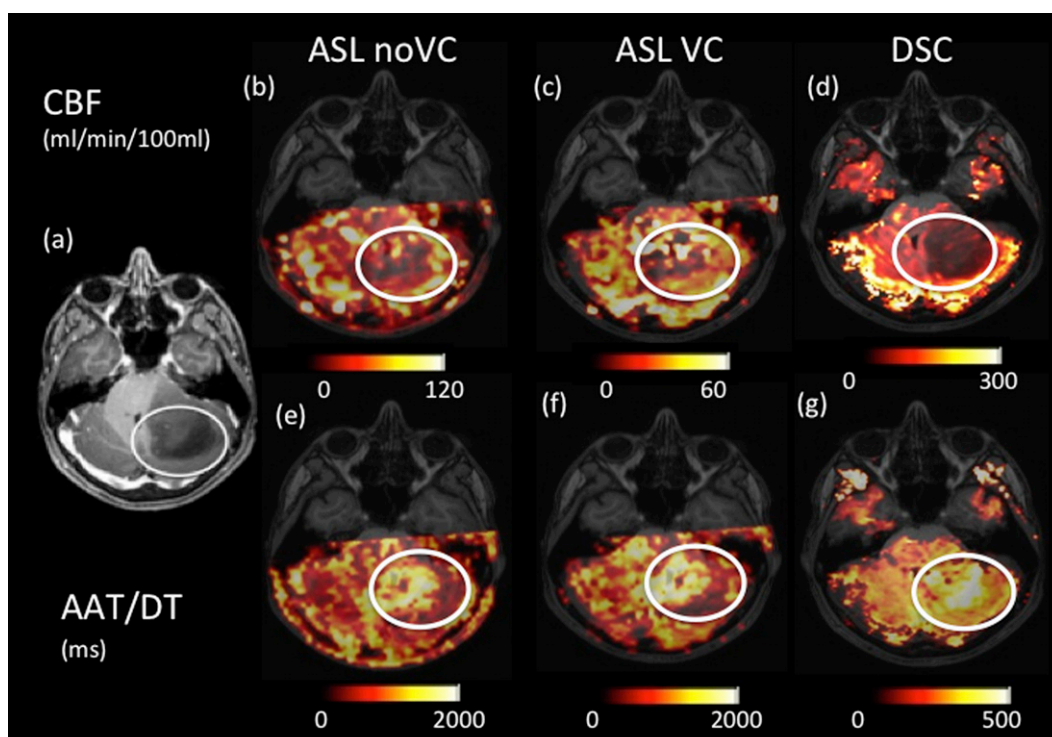 ASL noVC
ASL VC
DSC
CBF
(ml/min/100ml)
(b)
(c)
(d)
0
120
0
60
0
300
(a)
(e)
(f)
(g)
AAT/DT
(ms)
0
2000
0
2000
0
500